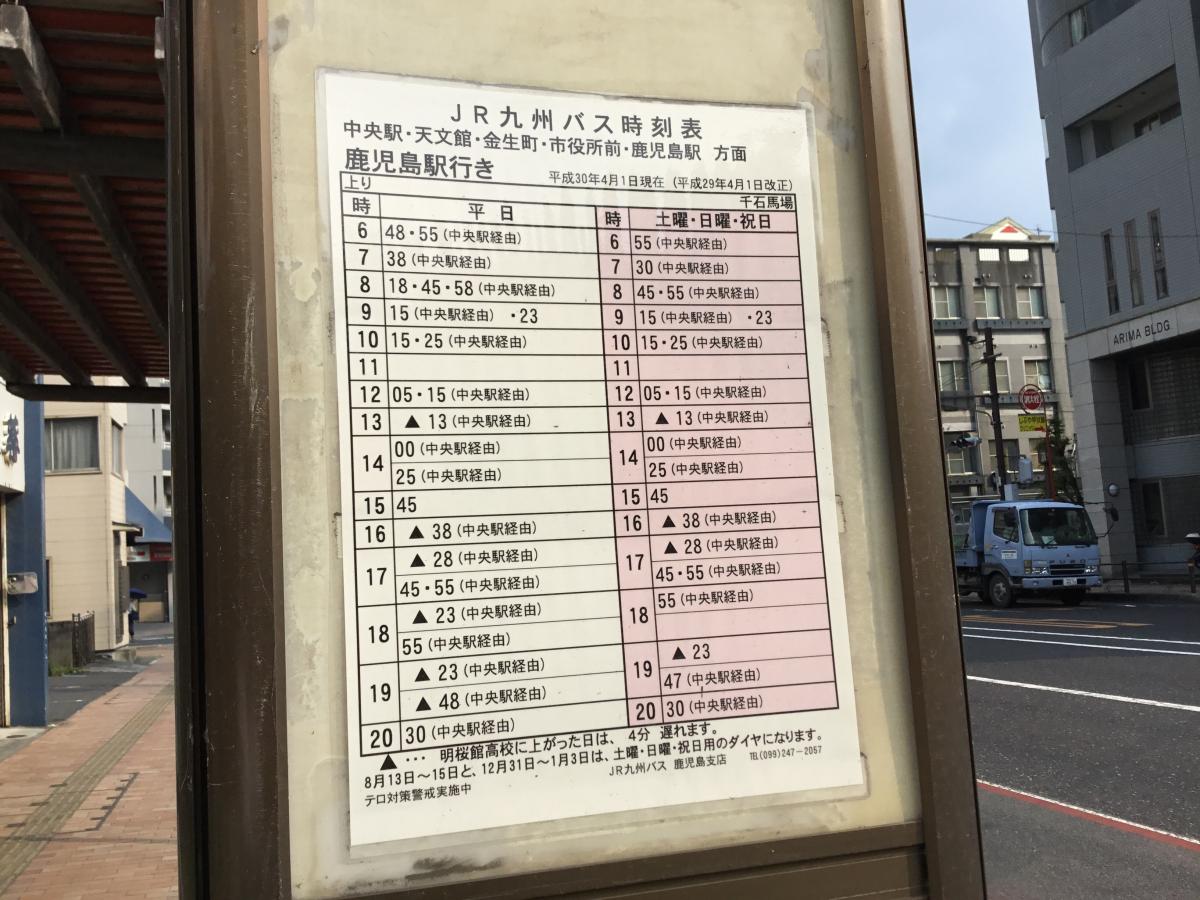 JR九州バス時刻表
中央駅・天文館・金生町・市役所前・鹿児島駅 方面
鹿児島駅行き 平成30年4月1日現在（平成29年4月1日改正）
上り 千石馬場
時 平日 時 土曜・日曜・祝日
6 48・55（中央駅経由） 6 55（中央駅経由）
7 38（中央駅経由） 7 30（中央駅経由）
8 18・45・58（中央駅経由） 8 45・55（中央駅経由）
9 15（中央駅経由） ・23 9 15（中央駅経由） ・23
10 15・25（中央駅経由） 10 15・25（中央駅経由）
11 11
12 05・15（中央駅経由） 12 05・15（中央駅経由）
13 ▲ 13（中央駅経由） 13 ▲ 13（中央駅経由）
14 00（中央駅経由） 14 00（中央駅経由）
25（中央駅経由） 25（中央駅経由）
15 45 15 45
16 ▲ 38（中央駅経由） 16 ▲ 38（中央駅経由）
17 ▲ 28（中央駅経由） 17 ▲ 28（中央駅経由）
45・55（中央駅経由） 45・55（中央駅経由）
18 ▲ 23（中央駅経由） 18 55（中央駅経由）
55（中央駅経由）
19 ▲ 23（中央駅経由） 19 ▲ 23
▲ 48（中央駅経由） 47（中央駅経由）
20 30（中央駅経由） 20 30（中央駅経由）
▲ ・・・ 明桜館高校に上がった日は、 4分 遅れます。
8月13日～15日と、12月31日～1月3日は、土曜・日曜・祝日用のダイヤになります。
テロ対策警戒実施中 JR九州バス 鹿児島支店 TEL(099)247-2057
ARIMA BLDG